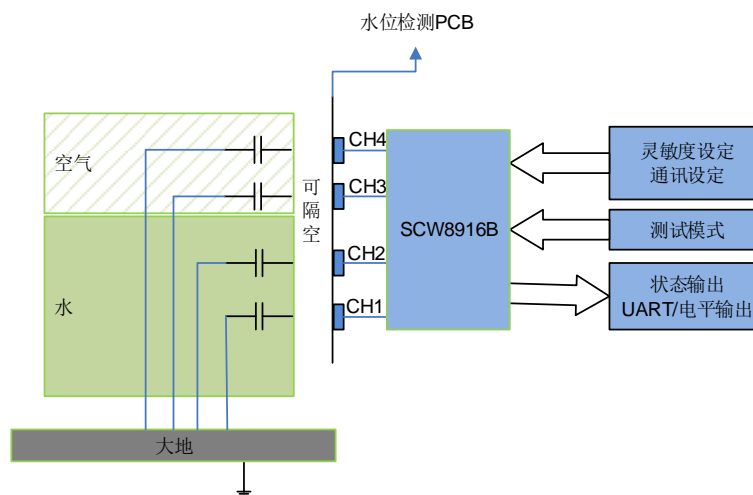 水位检测PCB
空气
水
可隔空
CH4
CH3
CH2
CH1
SCW8916B
灵敏度设定
通讯设定
测试模式
状态输出
UART/电平输出
大地